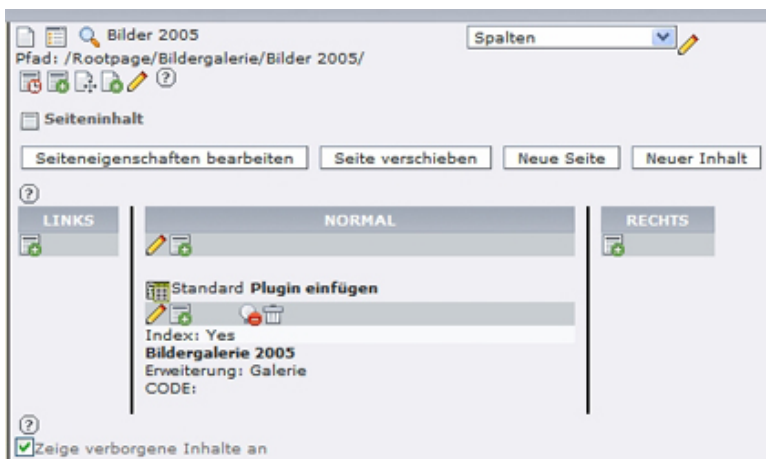 Bilder 2005
Spalten
Pfad: /Rootpage/Bildergalerie/Bilder 2005/
Seiteninhalt
Seiteneigenschaften bearbeiten Seite verschieben Neue Seite Neuer Inhalt
LINKS NORMAL RECHTS
Standard Plugin einfügen
Index: Yes
Bildergalerie 2005
Erweiterung: Galerie
CODE:
Zeige verborgene Inhalte an